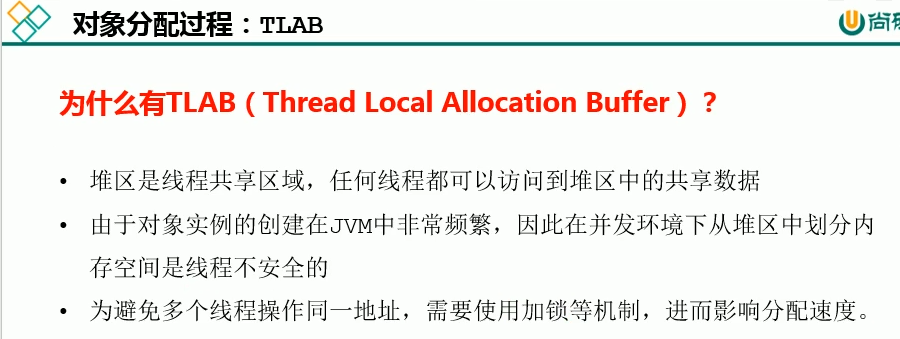 对象分配过程：TLAB
尚
为什么有TLAB（Thread Local Allocation Buffer）？
• 堆区是线程共享区域，任何线程都可以访问到堆区中的共享数据
• 由于对象实例的创建在JVM中非常频繁，因此在并发环境下从堆区中划分内
存空间是线程不安全的
• 为避免多个线程操作同一地址，需要使用加锁等机制，进而影响分配速度。